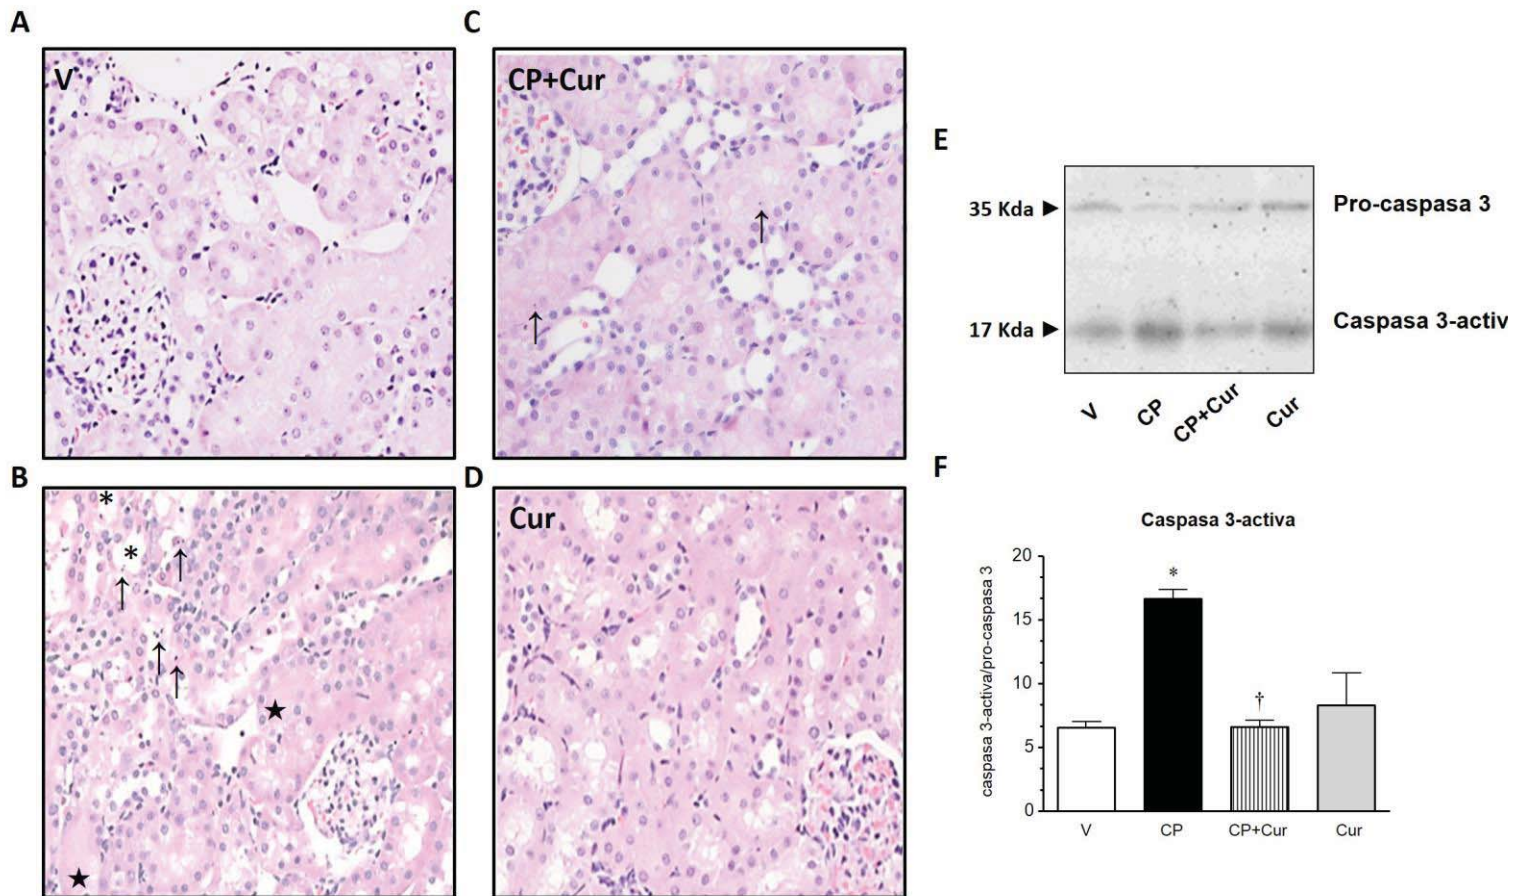 A
V
C
CP+Cur
B
*
*
↑
↑
↑
↑
★
★
D
Cur
↑
↑
E
35 Kda ► Pro-caspasa 3
17 Kda ► Caspasa 3-activ
V CP CP+Cur Cur
F
Caspasa 3-activa
caspasa 3-activa/pro-caspasa 3
20
15
10
5
0
*
†
V CP CP+Cur Cur